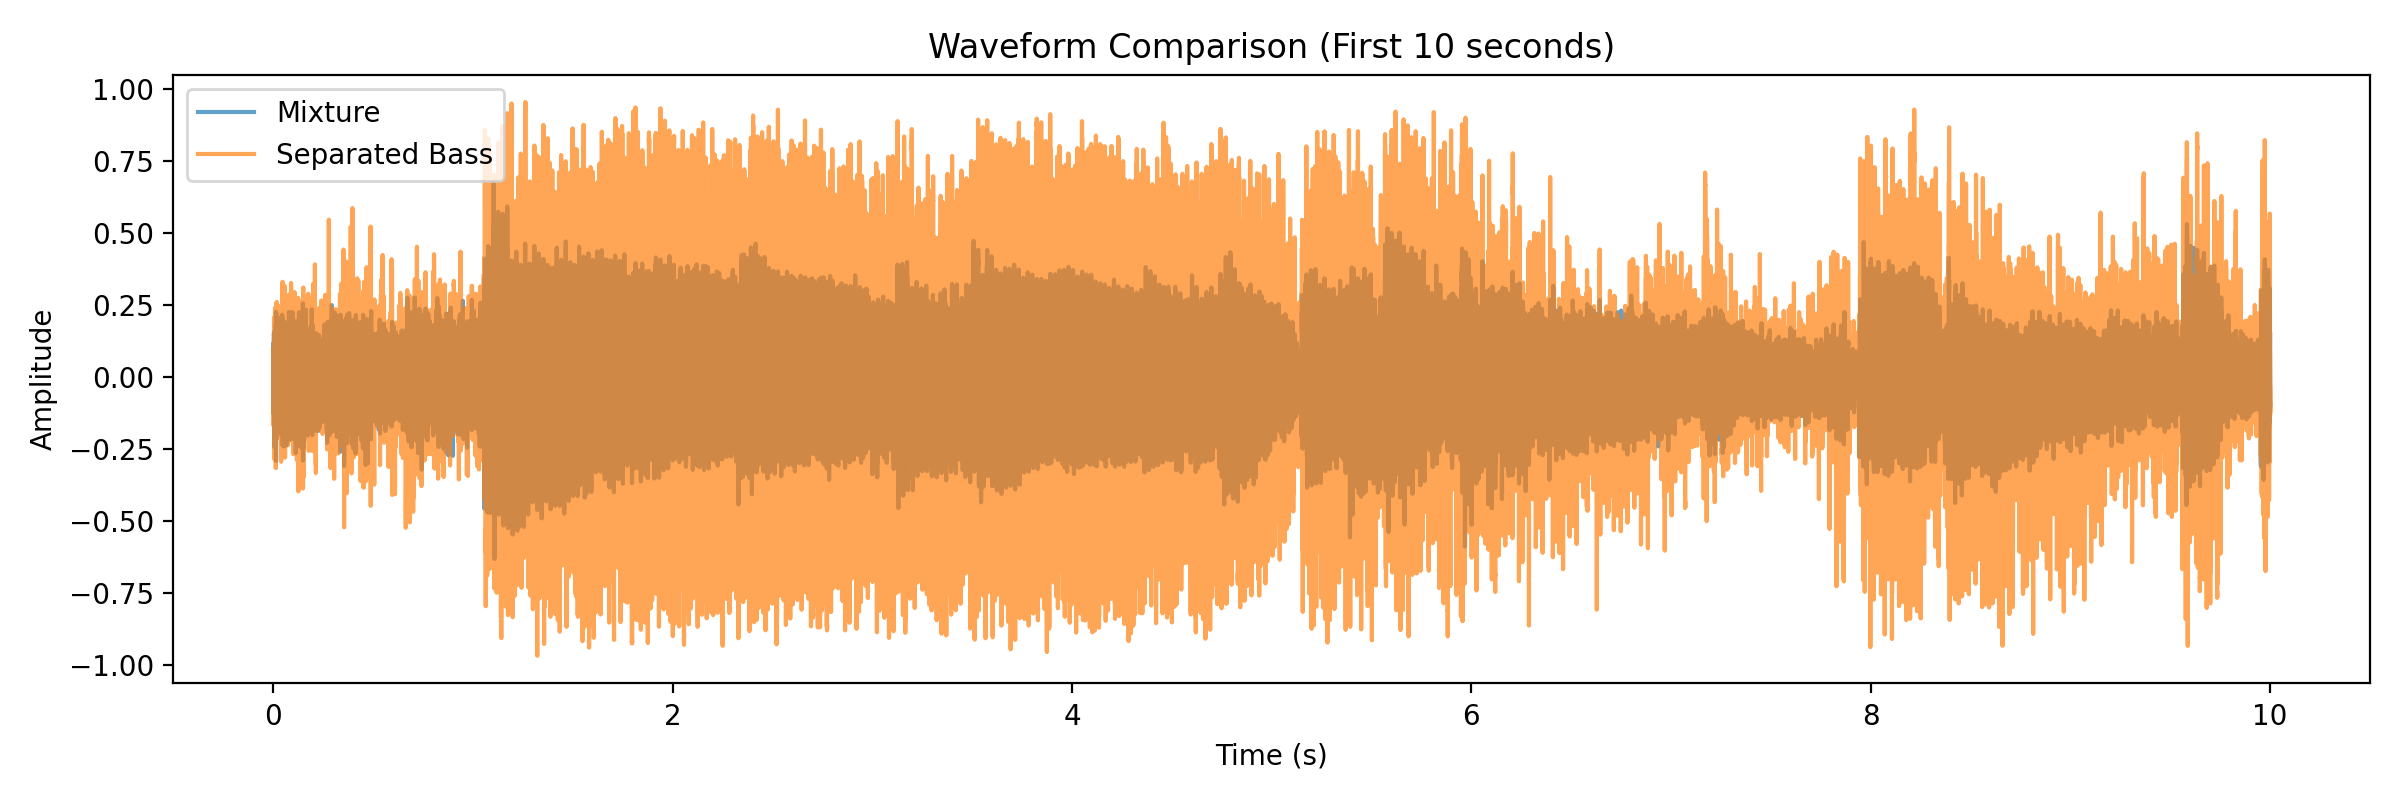 Waveform Comparison (First 10 seconds)
Mixture
Separated Bass
1.00
0.75
0.50
0.25
0.00
−0.25
−0.50
−0.75
−1.00
Amplitude
0 2 4 6 8 10
Time (s)